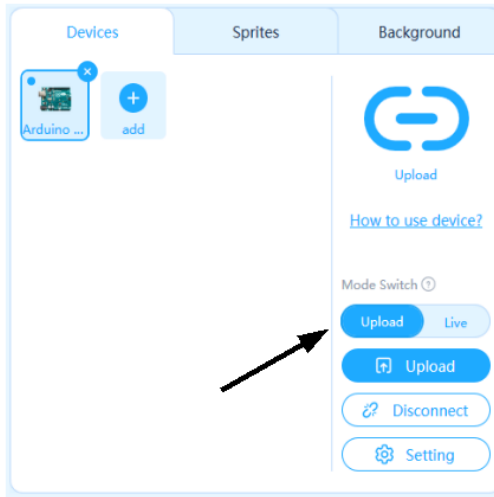 Devices
Sprites
Background
Arduino ...
add
Upload
How to use device?
Mode Switch ?
Upload
Live
Upload
Disconnect
Setting